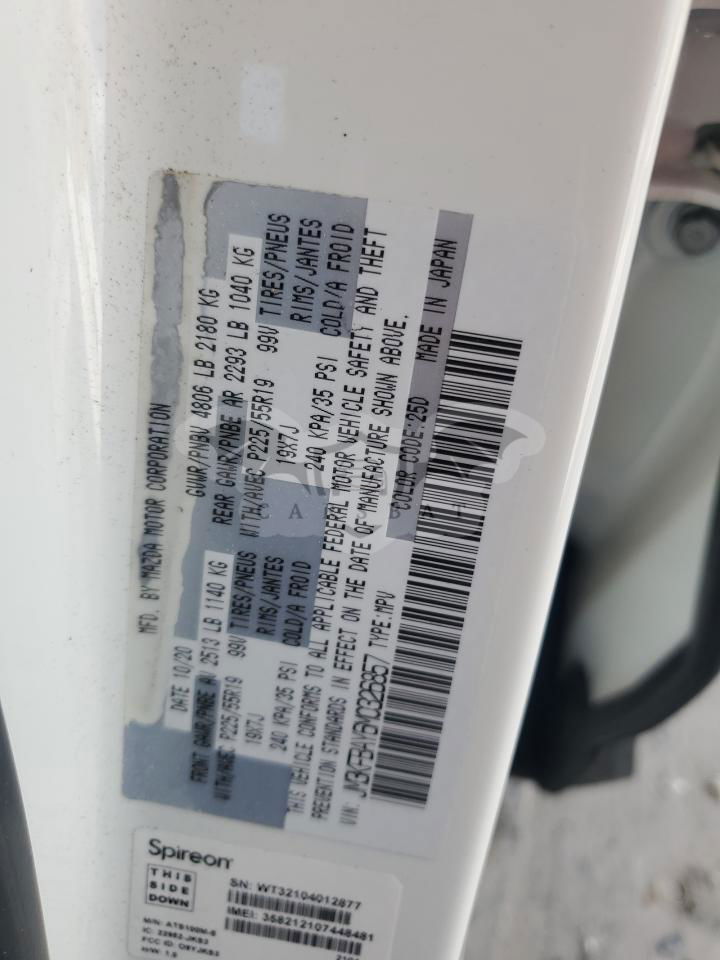 MFD. BY MAZDA MOTOR CORPORATION
DATE 10/20 GVWR/PNBV 4806 LB 2180 KG
FRONT GAWR/PNBE AV 2513 LB 1140 KG REAR GAWR/PNBE AR 2293 LB 1040 KG
WITH/AVEC P225/55R19 99V TIRES/PNEUS WITH/AVEC P225/55R19 99V TIRES/PNEUS
19X7J RIMS/JANTES 19X7J RIMS/JANTES
240 KPA/35 PSI COLD/A FROID 240 KPA/35 PSI COLD/A FROID
THIS VEHICLE CONFORMS TO ALL APPLICABLE FEDERAL MOTOR VEHICLE SAFETY AND THEFT
PREVENTION STANDARDS IN EFFECT ON THE DATE OF MANUFACTURE SHOWN ABOVE.
VIN: TYPE:MPV COLOR CODE:25D MADE IN JAPAN
Spireon
THIS
SIDE
DOWN
SN: WT32104012877
IMEI: 358212107448481